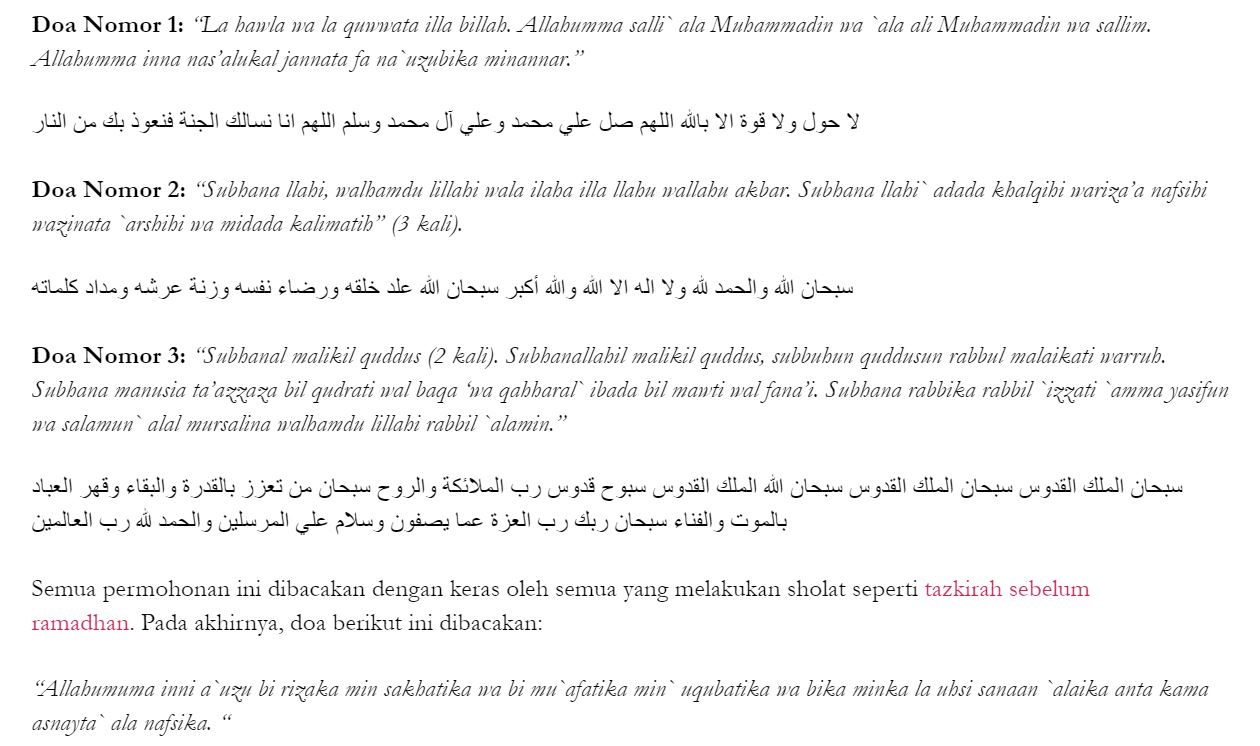 Doa Nomor 1: “La hawla wa la quwwata illa billah. Allahumma salli` ala Muhammadin wa `ala ali Muhammadin wa sallim.
Allahumma inna nas’alukal jannata fa na`uzubika minannar.”
لا حول ولا قوة الا بالله اللهم صل علي محمد وعلي آل محمد وسلم اللهم انا نسالك الجنة فنعوذ بك من النار
Doa Nomor 2: “Subhana llahi, walhamdu lillahi wala ilaha illa llahu wallahu akbar. Subhana llahi` adada khalqihi wariza’a nafsihi
wazinata `arshihi wa midada kalimatih” (3 kali).
سبحان الله والحمد لله ولا اله الا الله والله أكبر سبحان الله علد خلقه ورضاء نفسه وزنة عرشه ومداد كلماته
Doa Nomor 3: “Subhanal malikil quddus (2 kali). Subhanallahil malikil quddus, subbuhun quddusun rabbul malaikati warruh.
Subhana manusia ta’azzaza bil qudrati wal baqa ‘wa qahharal` ibada bil mawti wal fana’i. Subhana rabbika rabbil `izzati `amma yasifun
wa salamun` alal mursalina walhamdu lillahi rabbil `alamin.”
سبحان الملك القدوس سبحان الملك القدوس سبحان الله الملك القدوس سبوح قدوس رب الملائكة والروح سبحان من تعزز بالقدرة والبقاء وقهر العباد
بالموت والفناء سبحان ربك رب العزة عما يصفون وسلام علي المرسلين والحمد لله رب العالمين
Semua permohonan ini dibacakan dengan keras oleh semua yang melakukan sholat seperti tazkirah sebelum
ramadhan. Pada akhirnya, doa berikut ini dibacakan:
“Allahumuma inni a`uzu bi rizaka min sakhatika wa bi mu`afatika min` uqubatika wa bika minka la uhsi sanaan `alaika anta kama
asnayta` ala nafsika. “